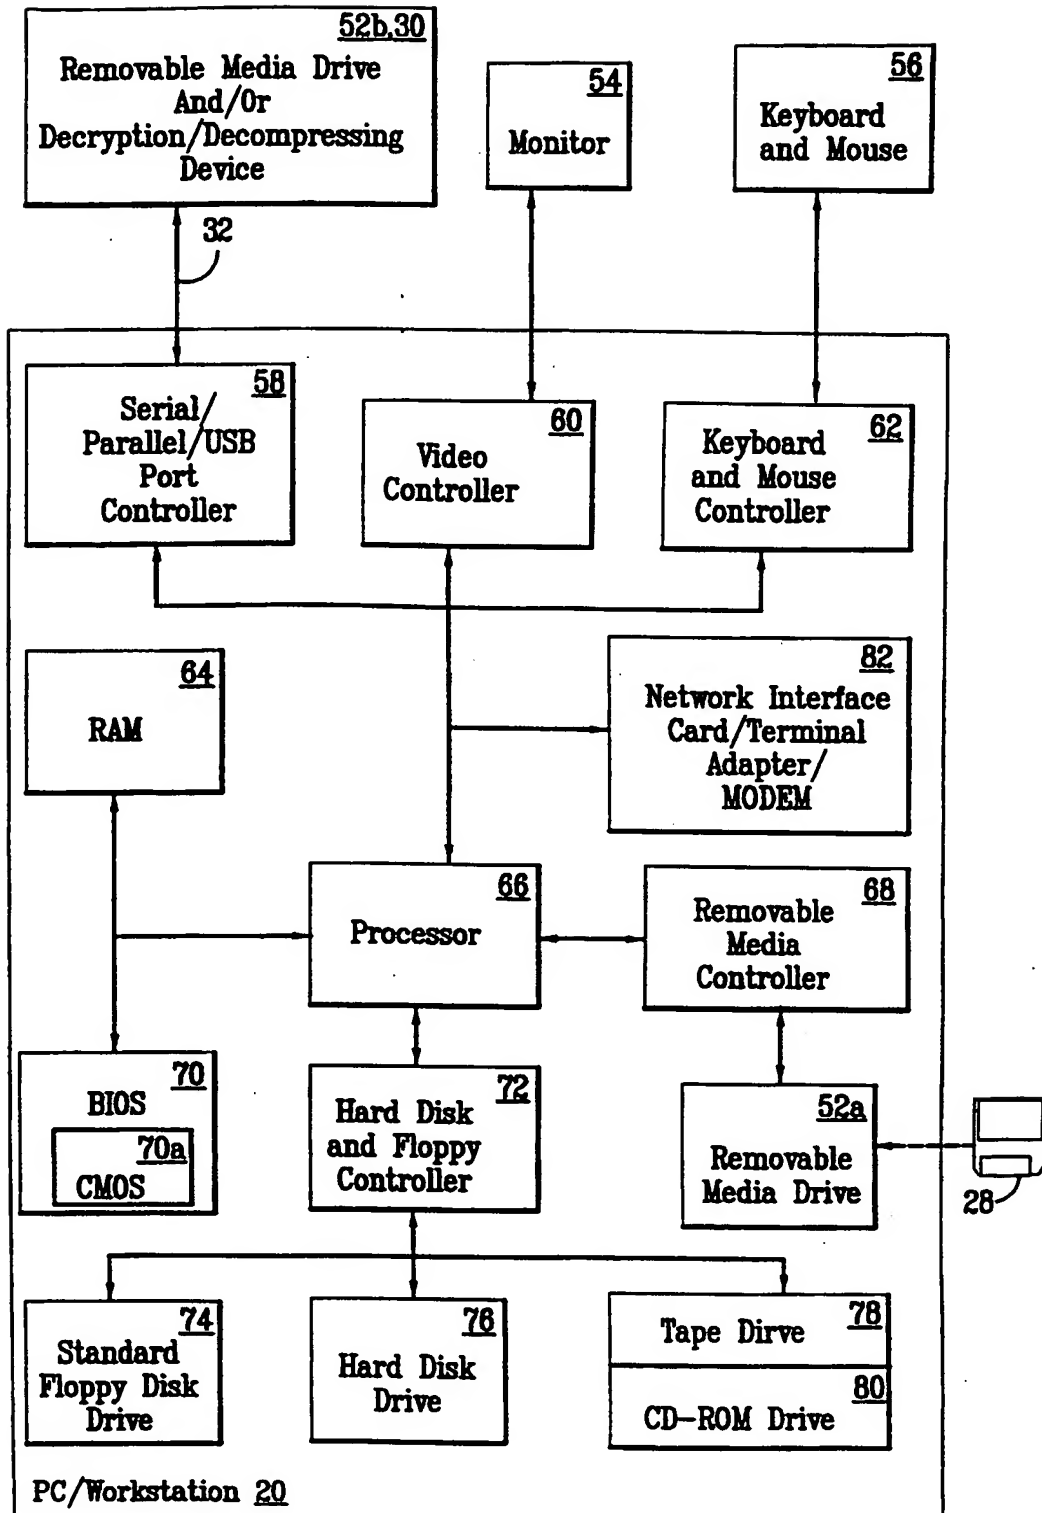 52b,30
Removable Media Drive
And/Or
Decryption/Decompressing
Device
54
Monitor
56
Keyboard
and Mouse
32
58
Serial/
Parallel/USB
Port
Controller
60
Video
Controller
62
Keyboard
and Mouse
Controller
64
RAM
82
Network Interface
Card/Terminal
Adapter/
MODEM
66
Processor
68
Removable
Media
Controller
70
BIOS
70a
CMOS
72
Hard Disk
and Floppy
Controller
52a
Removable
Media Drive
28
74
Standard
Floppy Disk
Drive
76
Hard Disk
Drive
78
Tape Dirve
80
CD-ROM Drive
PC/Workstation 20